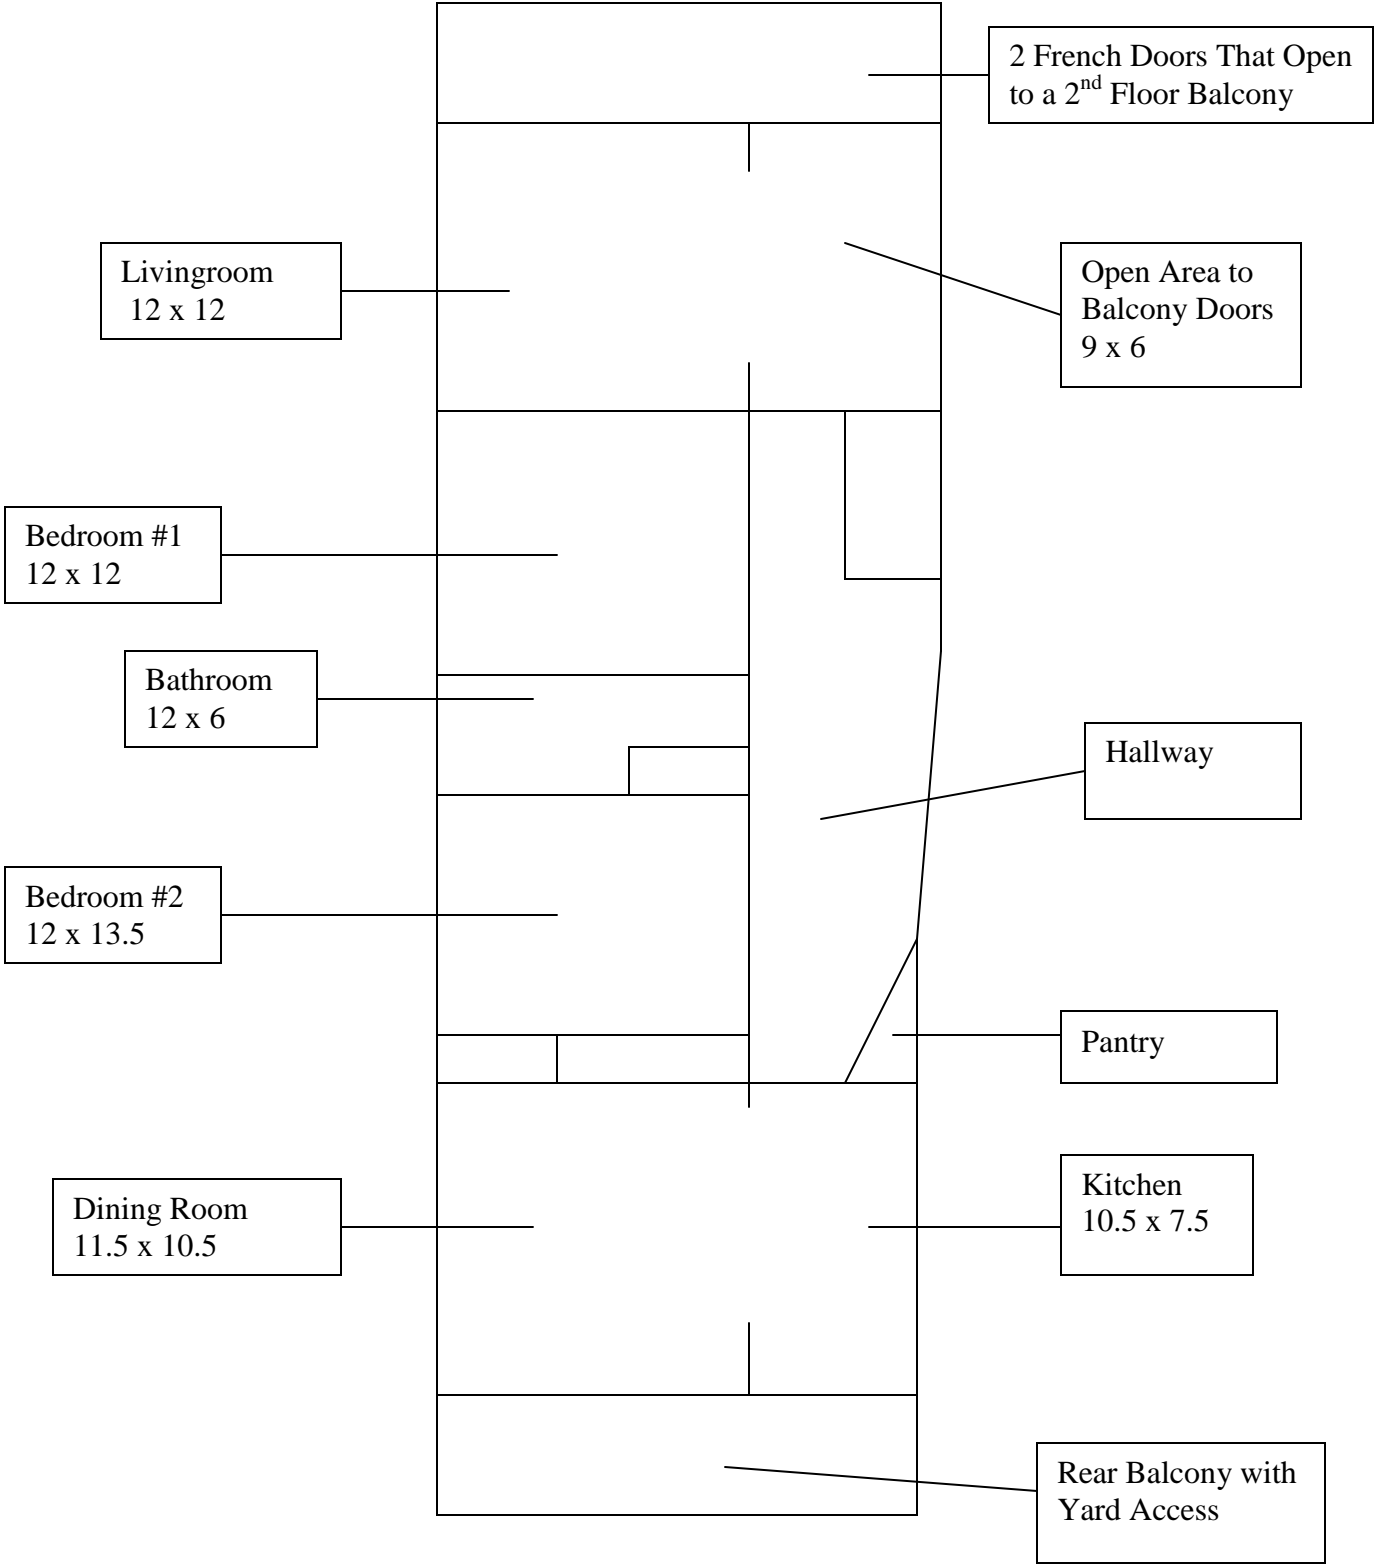 2 French Doors That Open
to a 2nd Floor Balcony
Livingroom
12 x 12
Open Area to
Balcony Doors
9 x 6
Bedroom #1
12 x 12
Bathroom
12 x 6
Hallway
Bedroom #2
12 x 13.5
Pantry
Dining Room
11.5 x 10.5
Kitchen
10.5 x 7.5
Rear Balcony with
Yard Access